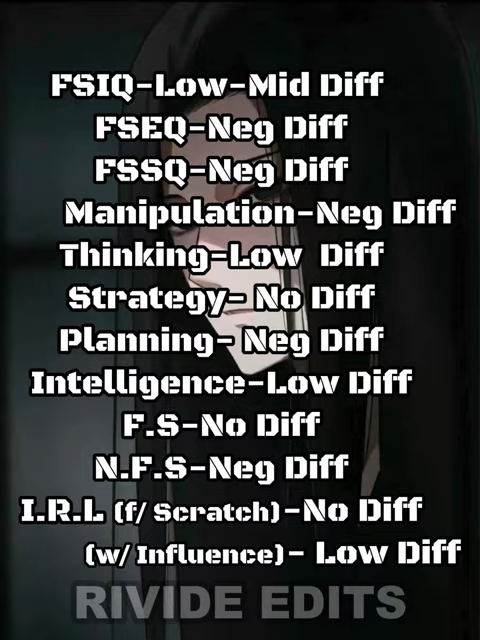 FSIQ-Low-Mid Diff
FSEQ-Neg Diff
FSSQ-Neg Diff
Manipulation-Neg Diff
Thinking-Low Diff
Strategy- No Diff
Planning- Neg Diff
Intelligence-Low Diff
F.S-No Diff
N.F.S-Neg Diff
I.R.L (f/ Scratch)-No Diff
(w/ Influence)- Low Diff
RIVIDE EDITS